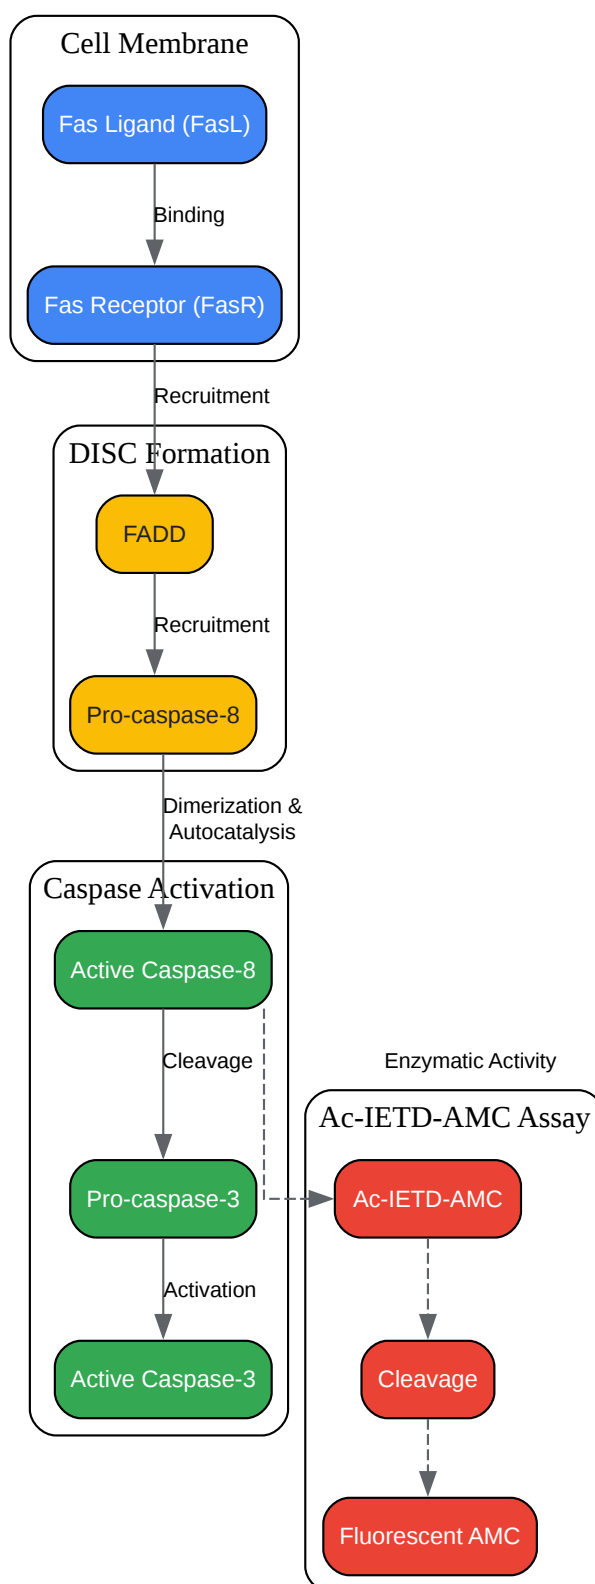 Cell Membrane
Fas Ligand (FasL)
Binding
Fas Receptor (FasR)
Recruitment
DISC Formation
FADD
Recruitment
Pro-caspase-8
Dimerization &
Autocatalysis
Caspase Activation
Active Caspase-8
Cleavage
Enzymatic Activity
Ac-IETD-AMC Assay
Pro-caspase-3
Ac-IETD-AMC
Activation
Active Caspase-3
Cleavage
Fluorescent AMC